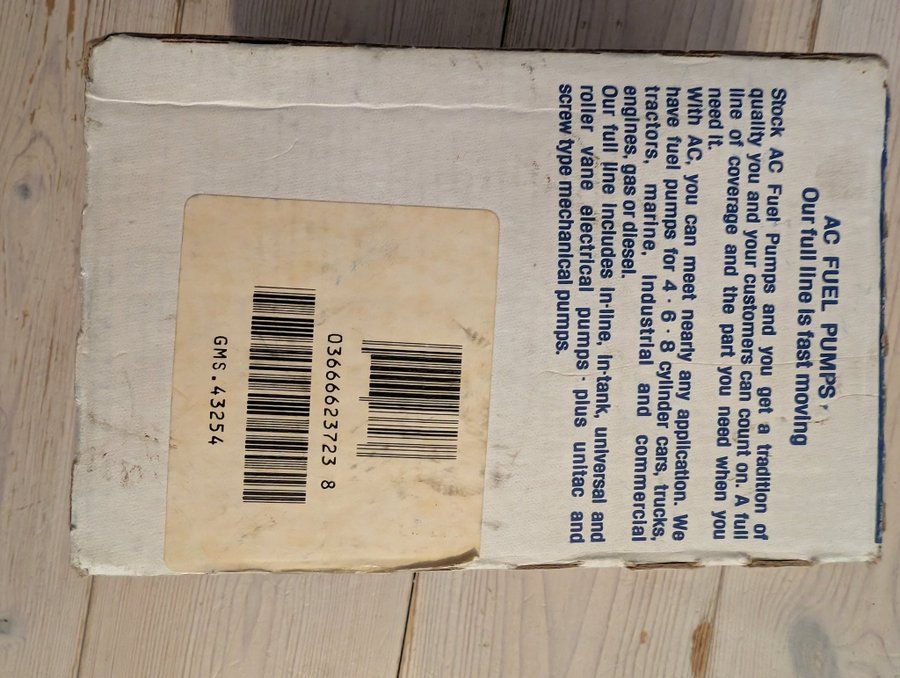 AC FUEL PUMPS
Our full line is fast moving
Stock AC Fuel Pumps and you get a tradition of
quality you and your customers can count on. A full
line of coverage and the part you need when you
need it.
With AC, you can meet nearly any application. We
have fuel pumps for 4 - 6 - 8 cylinder cars, trucks,
tractors, marine, industrial and commercial
engines, gas or diesel.
Our full line includes in-line, in-tank, universal and
roller vane electrical pumps - plus unitac and
screw type mechanical pumps.
03666623723 8
GMS.43254